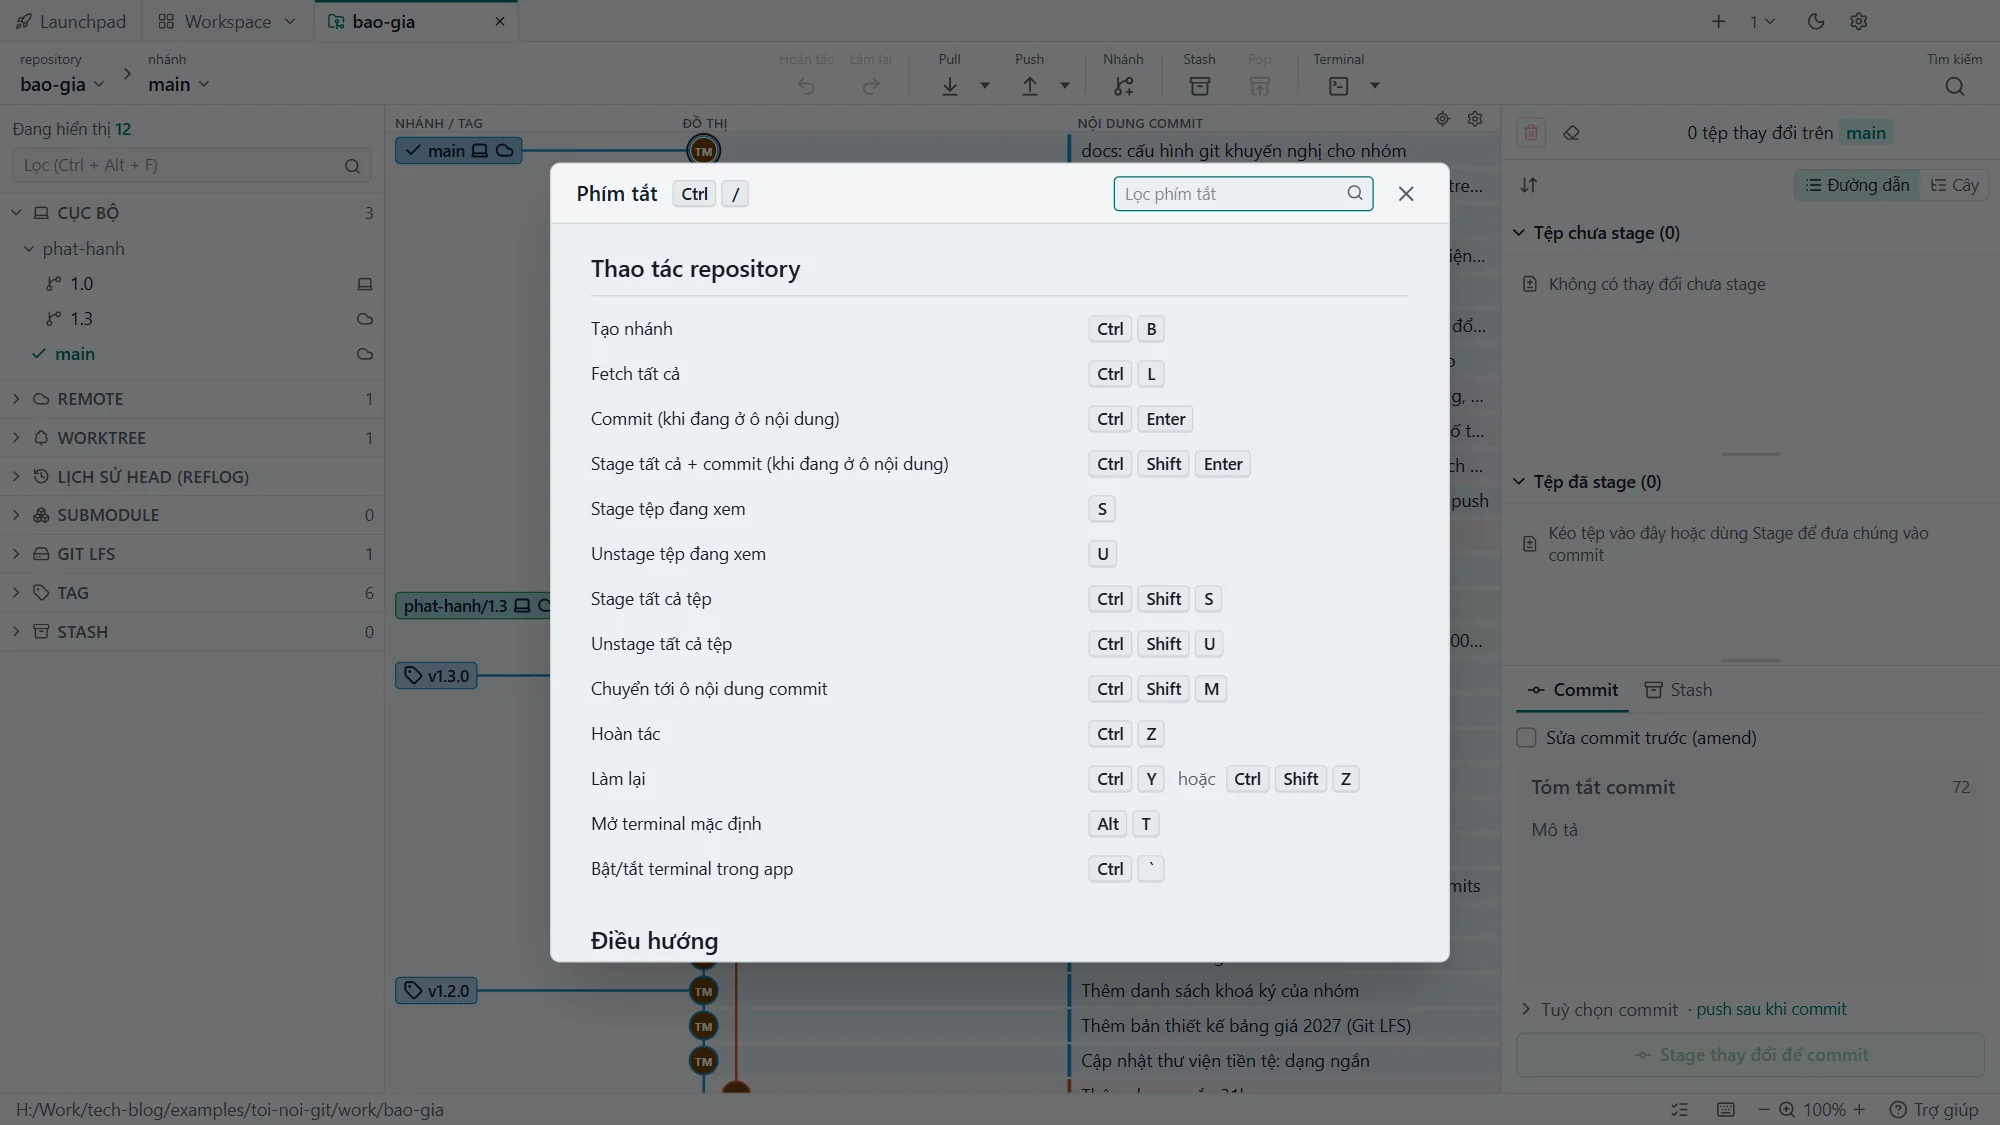 Launchpad
Workspace
bao-gia
1
repository
bao-gia
nhánh
main
Hoàn tác
Làm lại
Pull
Push
Nhánh
Stash
Pop
Terminal
Tìm kiếm
Đang hiển thị 12
Lọc (Ctrl + Alt + F)
CỤC BỘ 3
phat-hanh
1.0
1.3
main
REMOTE 1
WORKTREE 1
LỊCH SỬ HEAD (REFLOG)
SUBMODULE 0
GIT LFS 1
TAG 6
STASH 0
NHÁNH / TAG
ĐỒ THỊ
NỘI DUNG COMMIT
main
TM
docs: cấu hình git khuyến nghị cho nhóm
phat-hanh/1.3
v1.3.0
v1.2.0
TM
Thêm danh sách khoá ký của nhóm
TM
Thêm bản thiết kế bảng giá 2027 (Git LFS)
TM
Cập nhật thư viện tiền tệ: dạng ngắn
push
Phím tắt Ctrl /
Lọc phím tắt
Thao tác repository
Tạo nhánh Ctrl B
Fetch tất cả Ctrl L
Commit (khi đang ở ô nội dung) Ctrl Enter
Stage tất cả + commit (khi đang ở ô nội dung) Ctrl Shift Enter
Stage tệp đang xem S
Unstage tệp đang xem U
Stage tất cả tệp Ctrl Shift S
Unstage tất cả tệp Ctrl Shift U
Chuyển tới ô nội dung commit Ctrl Shift M
Hoàn tác Ctrl Z
Làm lại Ctrl Y hoặc Ctrl Shift Z
Mở terminal mặc định Alt T
Bật/tắt terminal trong app Ctrl `
Điều hướng
0 tệp thay đổi trên main
Đường dẫn
Cây
Tệp chưa stage (0)
Không có thay đổi chưa stage
Tệp đã stage (0)
Kéo tệp vào đây hoặc dùng Stage để đưa chúng vào
commit
Commit
Stash
Sửa commit trước (amend)
Tóm tắt commit 72
Mô tả
Tuỳ chọn commit · push sau khi commit
Stage thay đổi để commit
H:/Work/tech-blog/examples/toi-noi-git/work/bao-gia
100%
Trợ giúp